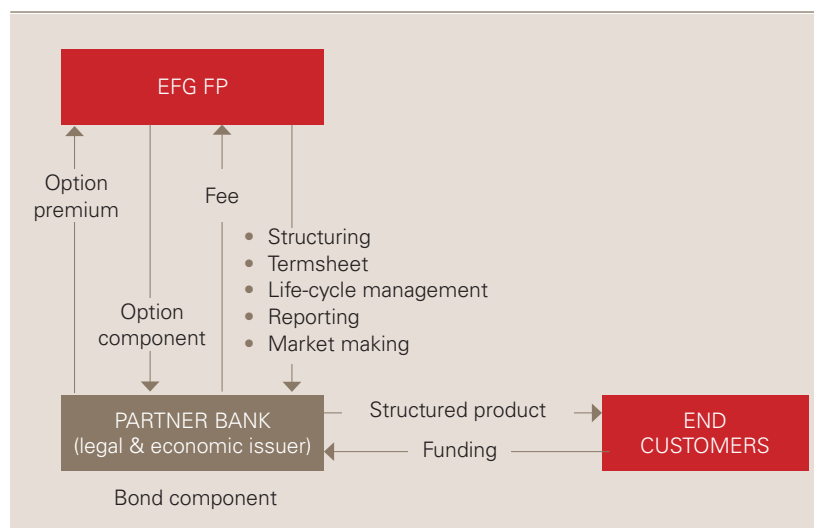 EFG FP
Option
premium
Fee
• Structuring
• Termsheet
• Life-cycle management
• Reporting
• Market making
Option
component
PARTNER BANK
(legal & economic issuer)
Structured product
Funding
END
CUSTOMERS
Bond component